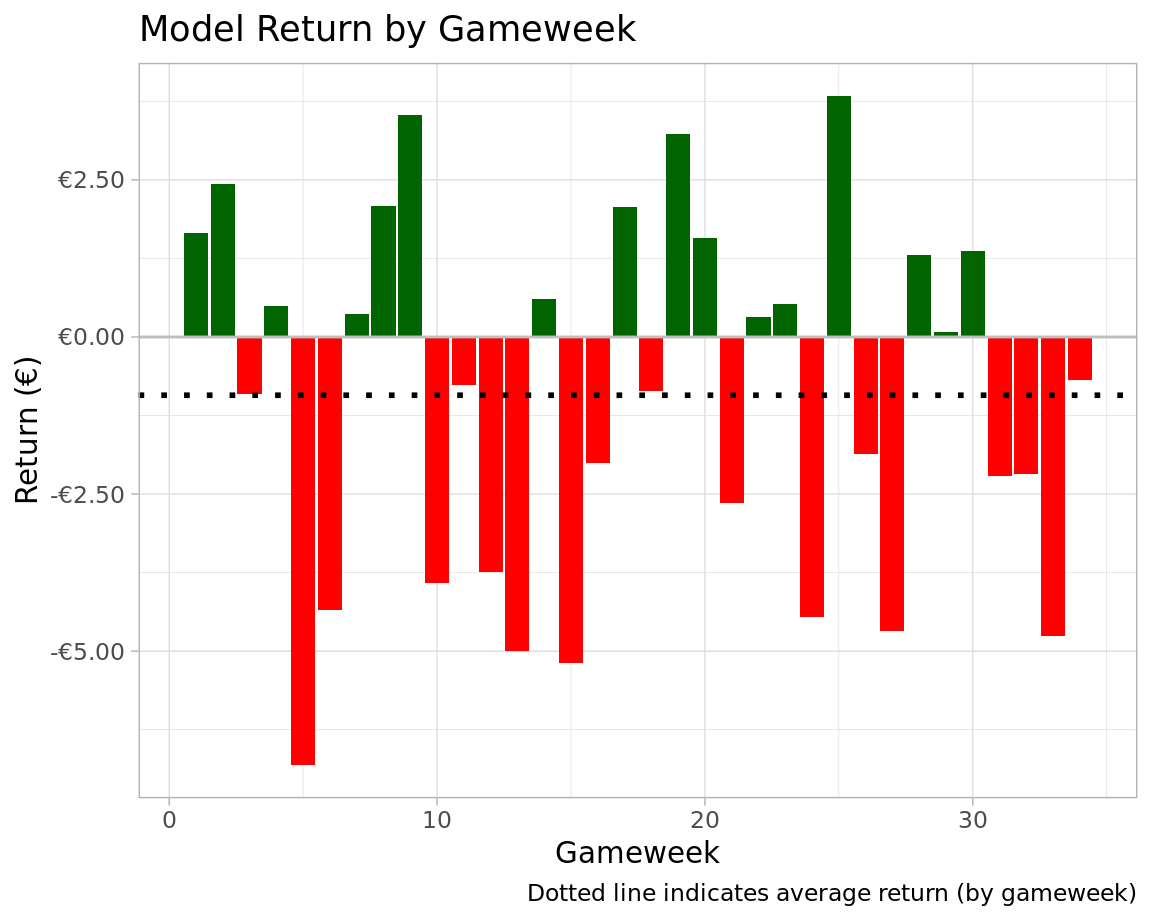 Model Return by Gameweek
Return (€)
€2.50
€0.00
-€2.50
-€5.00
0 10 20 30
Gameweek
Dotted line indicates average return (by gameweek)